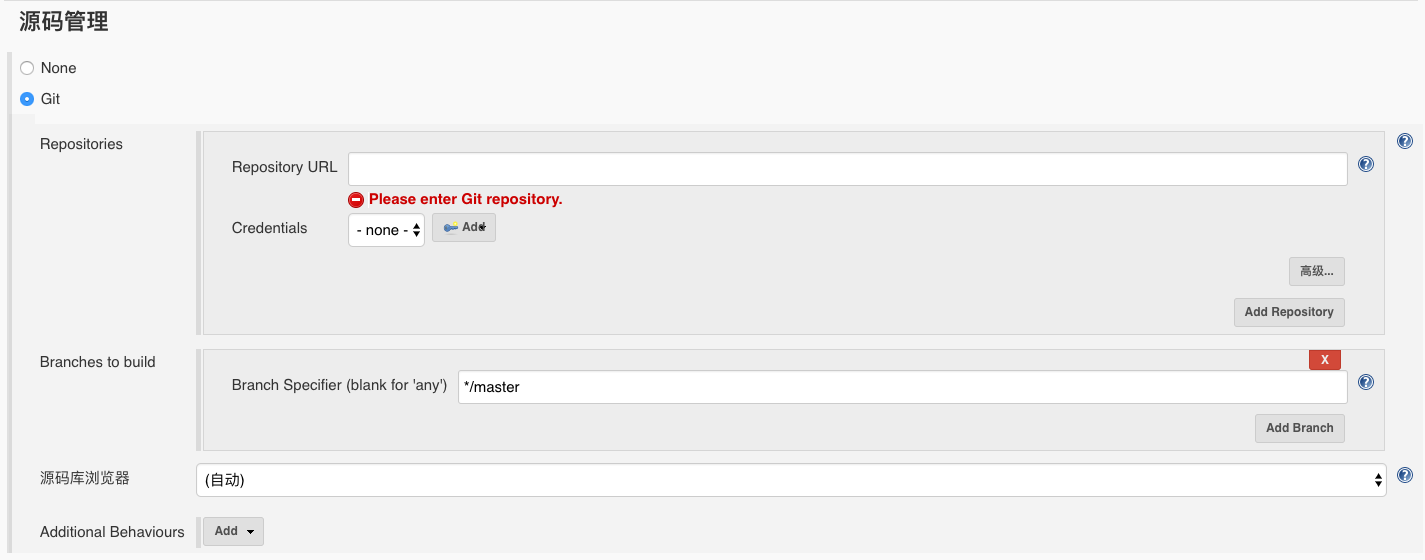 源码管理
None
Git
Repositories
Repository URL
Please enter Git repository.
Credentials
- none -
Add
高级...
Add Repository
Branches to build
X
Branch Specifier (blank for 'any')
*/master
Add Branch
源码库浏览器
(自动)
Additional Behaviours
Add